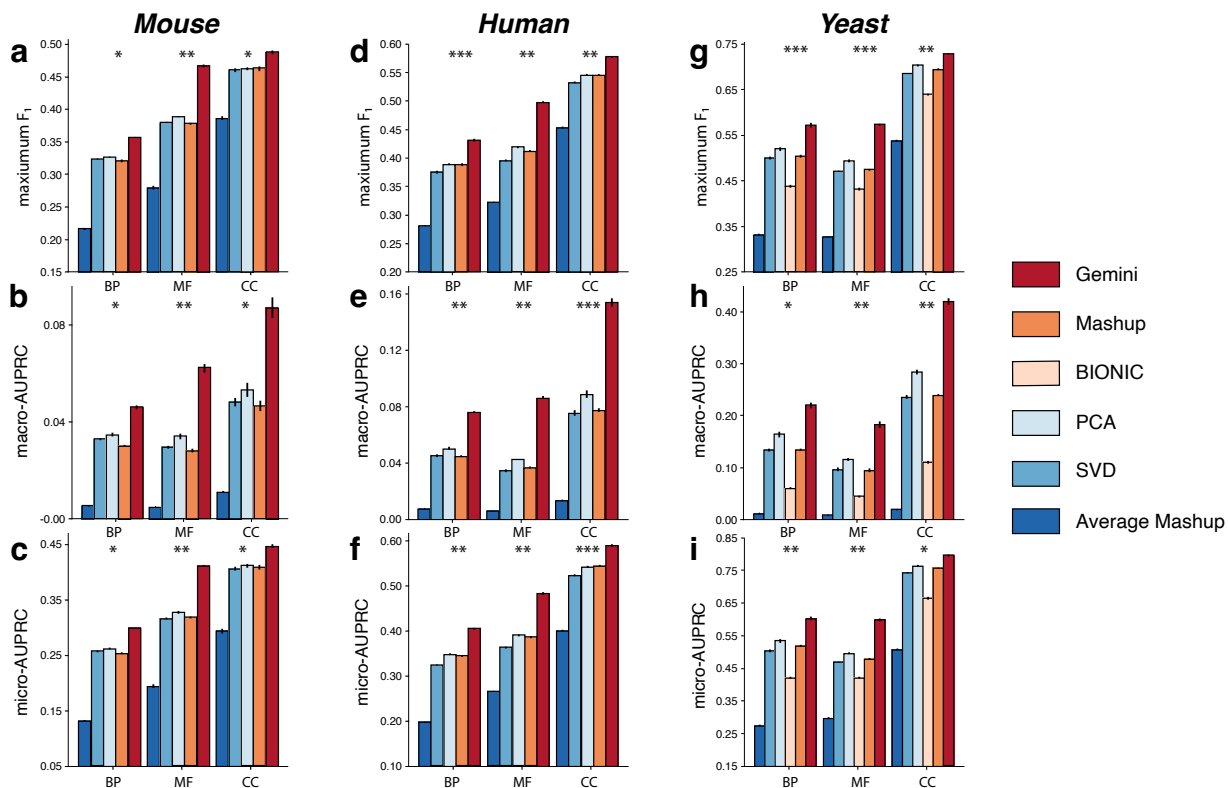 Mouse
Human
Yeast
a
maxiumum F1
0.50
0.45
0.40
0.35
0.30
0.25
0.20
0.15
* ** *
BP MF CC
d
maxiumum F1
0.60
0.55
0.50
0.45
0.40
0.35
0.30
0.25
0.20
*** ** **
BP MF CC
g
maxiumum F1
0.75
0.65
0.55
0.45
0.35
0.25
*** *** **
BP MF CC
b
macro-AUPRC
0.08
0.04
-0.00
* ** *
BP MF CC
e
macro-AUPRC
0.16
0.12
0.08
0.04
0.00
** ** ***
BP MF CC
h
macro-AUPRC
0.40
0.30
0.20
0.10
0.00
* ** **
BP MF CC
c
micro-AUPRC
0.45
0.35
0.25
0.15
0.05
* ** *
BP MF CC
f
micro-AUPRC
0.60
0.50
0.40
0.30
0.20
0.10
** ** ***
BP MF CC
i
micro-AUPRC
0.85
0.75
0.65
0.55
0.45
0.35
0.25
0.15
** ** *
BP MF CC
Gemini
Mashup
BIONIC
PCA
SVD
Average Mashup